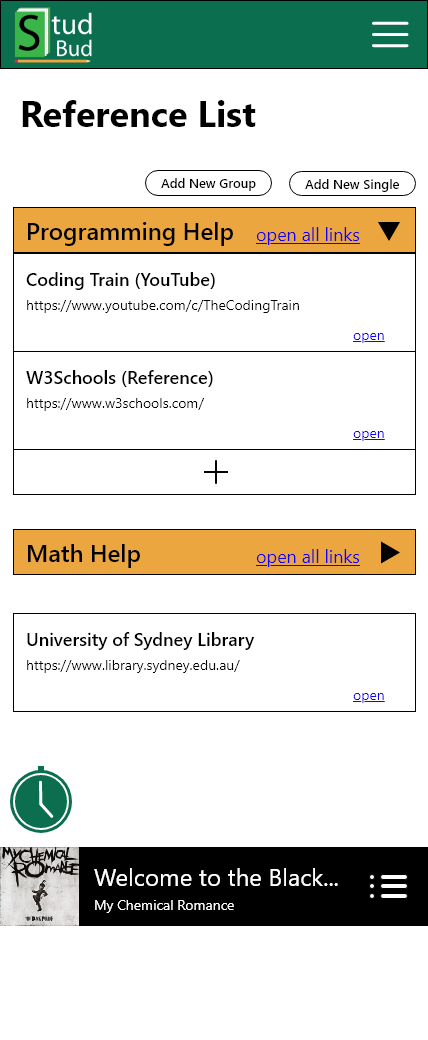 Stud
Bud
Reference List
Add New Group
Add New Single
Programming Help
open all links
Coding Train (YouTube)
https://www.youtube.com/c/TheCodingTrain
open
W3Schools (Reference)
https://www.w3schools.com/
open
Math Help
open all links
University of Sydney Library
https://www.library.sydney.edu.au/
open
MY CHEMICAL
ROMANCE
Welcome to the Black...
My Chemical Romance